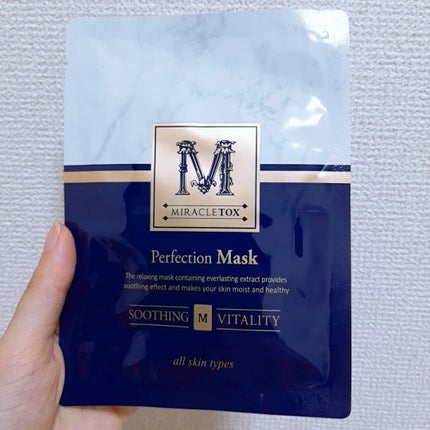 M
MIRACLETOX
Perfection Mask
The relaxing mask containing everlasting extract provides
soothing effect and makes your skin moist and healthy
SOOTHING M VITALITY
all skin types